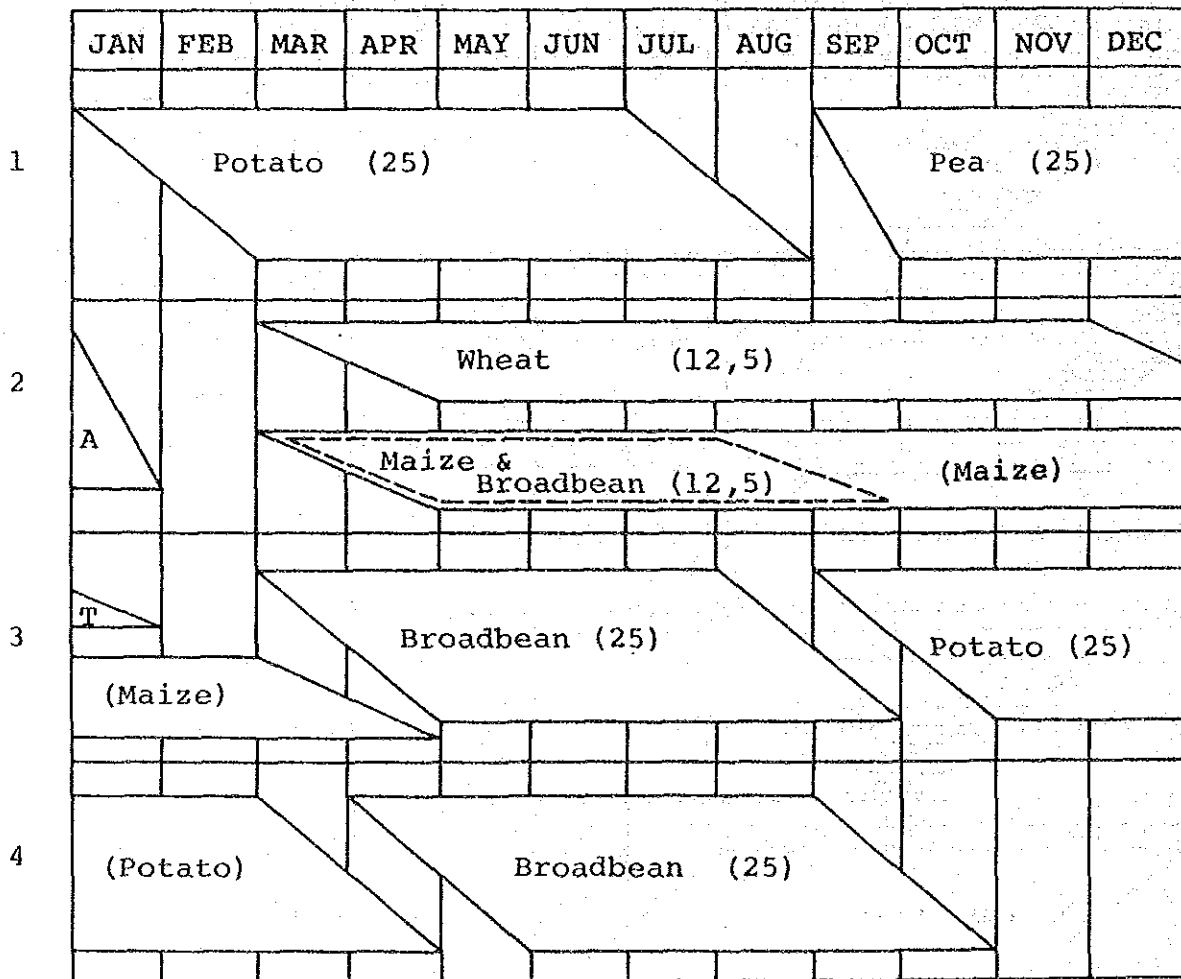 JAN FEB MAR APR MAY JUN JUL AUG SEP OCT NOV DEC
1
Potato (25)
Pea (25)
2
Wheat (12,5)
A
Maize &
Broadbean (12,5)
(Maize)
T
3
Broadbean (25)
Potato (25)
(Maize)
4
(Potato)
Broadbean (25)